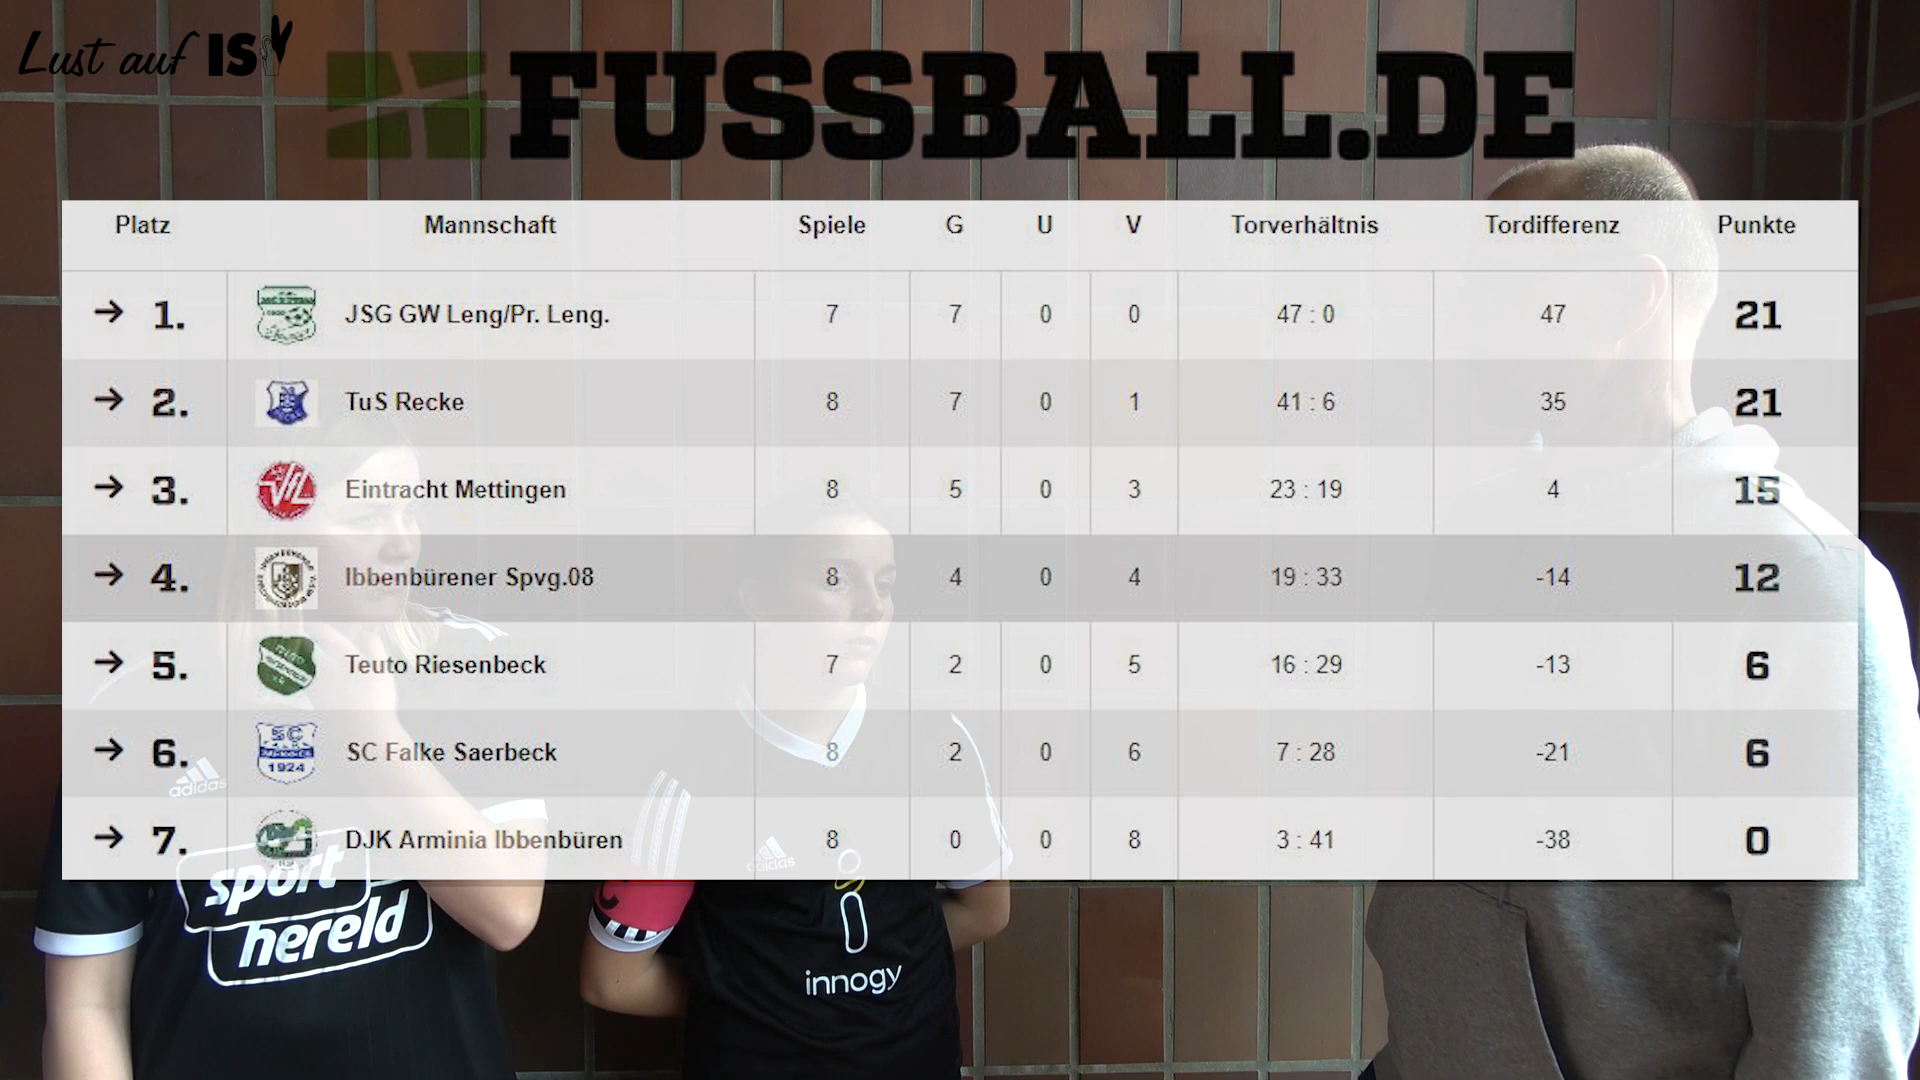 Lust auf ISV
FUSSBALL.DE
Platz Mannschaft Spiele G U V Torverhältnis Tordifferenz Punkte
→ 1. JSG GW Leng/Pr. Leng. 7 7 0 0 47 : 0 47 21
→ 2. TuS Recke 8 7 0 1 41 : 6 35 21
→ 3. VfL Eintracht Mettingen 8 5 0 3 23 : 19 4 15
→ 4. Ibbenbürener Spvg.08 8 4 0 4 19 : 33 -14 12
→ 5. Teuto Riesenbeck 7 2 0 5 16 : 29 -13 6
→ 6. SC 1924 SC Falke Saerbeck 8 2 0 6 7 : 28 -21 6
→ 7. DJK Arminia Ibbenbüren 8 0 0 8 3 : 41 -38 0
adidas
adidas
sport
hereld
innogy